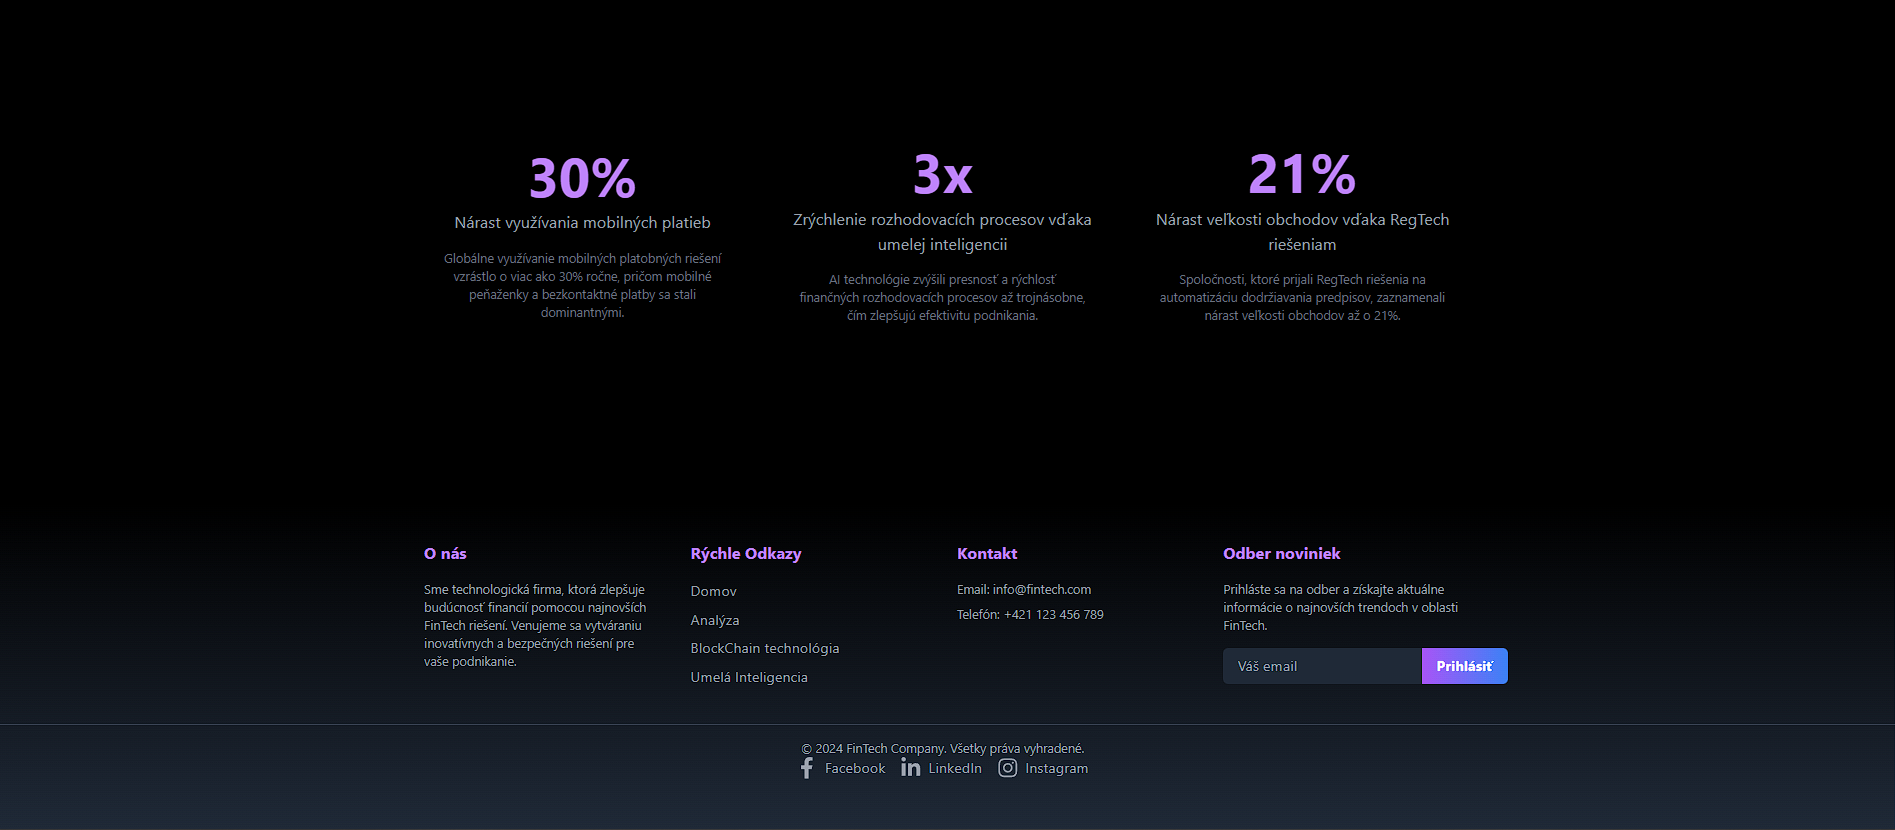 30%
Nárast využívania mobilných platieb
Globálne využívanie mobilných platobných riešení
vzrástlo o viac ako 30% ročne, pričom mobilné
peňaženky a bezkontaktné platby sa stali
dominantnými.
3x
Zrýchlenie rozhodovacích procesov vďaka
umelej inteligencii
AI technológie zvýšili presnosť a rýchlosť
finančných rozhodovacích procesov až trojnásobne,
čím zlepšujú efektivitu podnikania.
21%
Nárast veľkosti obchodov vďaka RegTech
riešeniam
Spoločnosti, ktoré prijali RegTech riešenia na
automatizáciu dodržiavania predpisov, zaznamenali
nárast veľkosti obchodov až o 21%.
O nás
Sme technologická firma, ktorá zlepšuje
budúcnosť financií pomocou najnovších
FinTech riešení. Venujeme sa vytváraniu
inovatívnych a bezpečných riešení pre
vaše podnikanie.
Rýchle Odkazy
Domov
Analýza
BlockChain technológia
Umelá Inteligencia
Kontakt
Email: info@fintech.com
Telefón: +421 123 456 789
Odber noviniek
Prihláste sa na odber a získajte aktuálne
informácie o najnovších trendoch v oblasti
FinTech.
Váš email
Prihlásiť
© 2024 FinTech Company. Všetky práva vyhradené.
Facebook LinkedIn Instagram